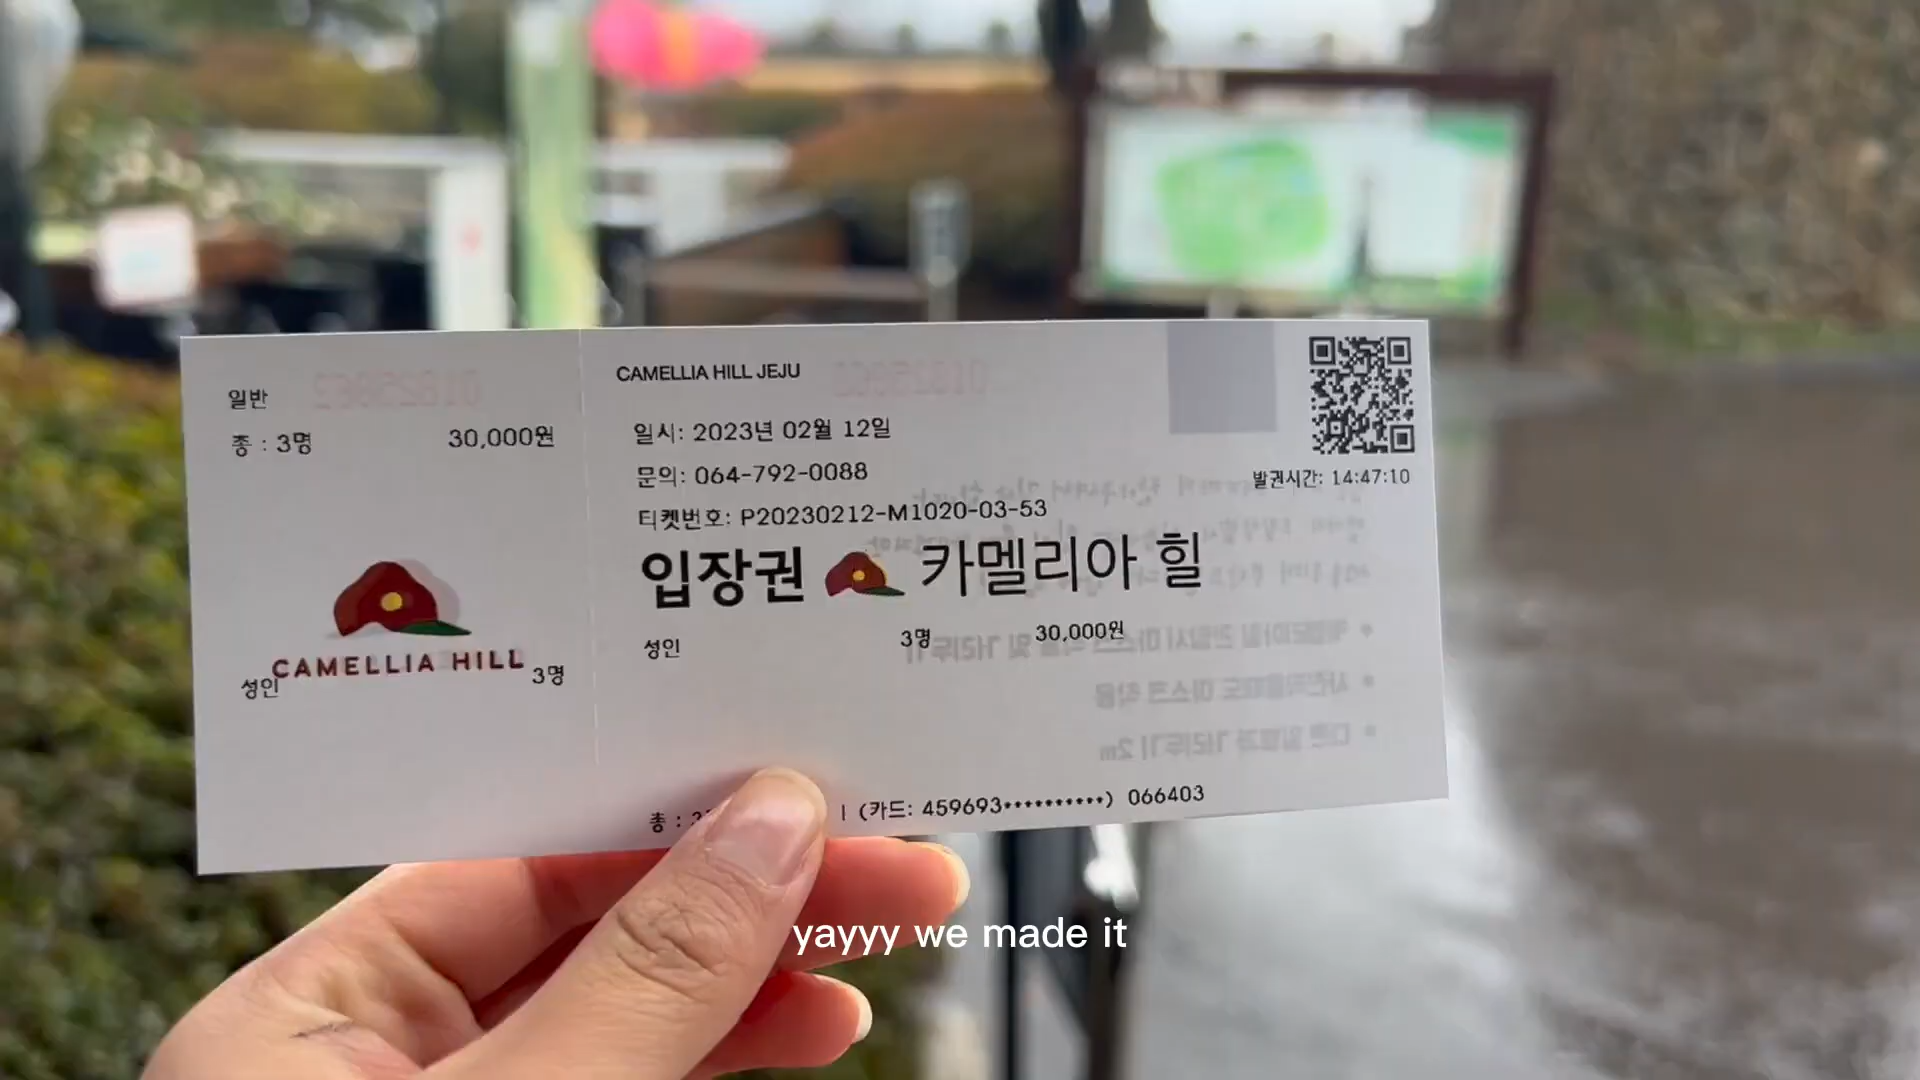 일반
총 : 3명 30,000원
CAMELLIA HILL
성인 3명
CAMELLIA HILL JEJU
일시: 2023년 02월 12일
문의: 064-792-0088
티켓번호: P20230212-M1020-03-53
발권시간: 14:47:10
입장권 카멜리아 힐
성인 3명 30,000원
총 : | (카드: 459693**********) 066403
yayyy we made it